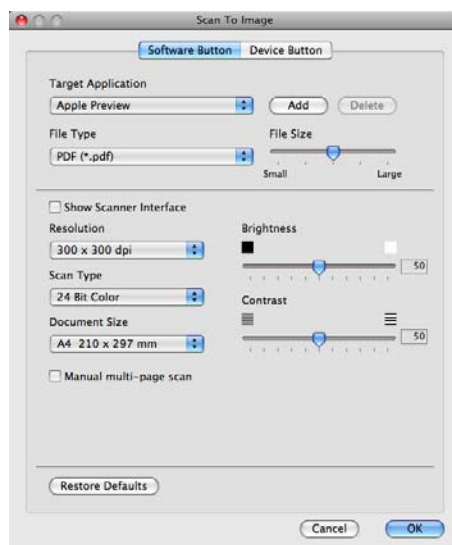 Scan To Image
Software Button Device Button
Target Application
Apple Preview Add Delete
File Type File Size
PDF (*.pdf)
Small Large
Show Scanner Interface
Resolution Brightness
300 x 300 dpi
50
Scan Type
24 Bit Color
Contrast
Document Size
A4 210 x 297 mm 50
Manual multi-page scan
Restore Defaults
Cancel OK